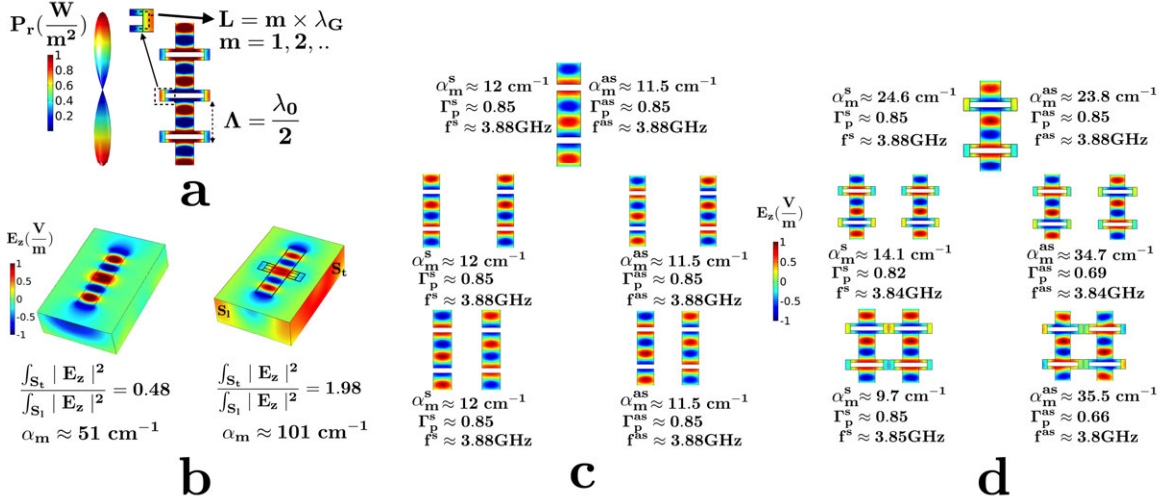 P_r(W/m²)
1
0.8
0.6
0.4
0.2
L = m × λ_G
m = 1, 2, ..
Λ = λ_0/2
a
E_z(V/m)
1
0.5
0
-0.5
-1
S_l
S_t
∫_{S_t} | E_z |² / ∫_{S_l} | E_z |² = 0.48
α_m ≈ 51 cm⁻¹
∫_{S_t} | E_z |² / ∫_{S_l} | E_z |² = 1.98
α_m ≈ 101 cm⁻¹
b
α_m^s ≈ 12 cm⁻¹
Γ_p^s ≈ 0.85
f^s ≈ 3.88GHz
α_m^as ≈ 11.5 cm⁻¹
Γ_p^as ≈ 0.85
f^as ≈ 3.88GHz
α_m^s ≈ 12 cm⁻¹
Γ_p^s ≈ 0.85
f^s ≈ 3.88GHz
α_m^as ≈ 11.5 cm⁻¹
Γ_p^as ≈ 0.85
f^as ≈ 3.88GHz
α_m^s ≈ 12 cm⁻¹
Γ_p^s ≈ 0.85
f^s ≈ 3.88GHz
α_m^as ≈ 11.5 cm⁻¹
Γ_p^as ≈ 0.85
f^as ≈ 3.88GHz
c
α_m^s ≈ 24.6 cm⁻¹
Γ_p^s ≈ 0.85
f^s ≈ 3.88GHz
α_m^as ≈ 23.8 cm⁻¹
Γ_p^as ≈ 0.85
f^as ≈ 3.88GHz
E_z(V/m)
1
0.5
0
-0.5
-1
α_m^s ≈ 14.1 cm⁻¹
Γ_p^s ≈ 0.82
f^s ≈ 3.84GHz
α_m^as ≈ 34.7 cm⁻¹
Γ_p^as ≈ 0.69
f^as ≈ 3.84GHz
α_m^s ≈ 9.7 cm⁻¹
Γ_p^s ≈ 0.85
f^s ≈ 3.85GHz
α_m^as ≈ 35.5 cm⁻¹
Γ_p^as ≈ 0.66
f^as ≈ 3.8GHz
d